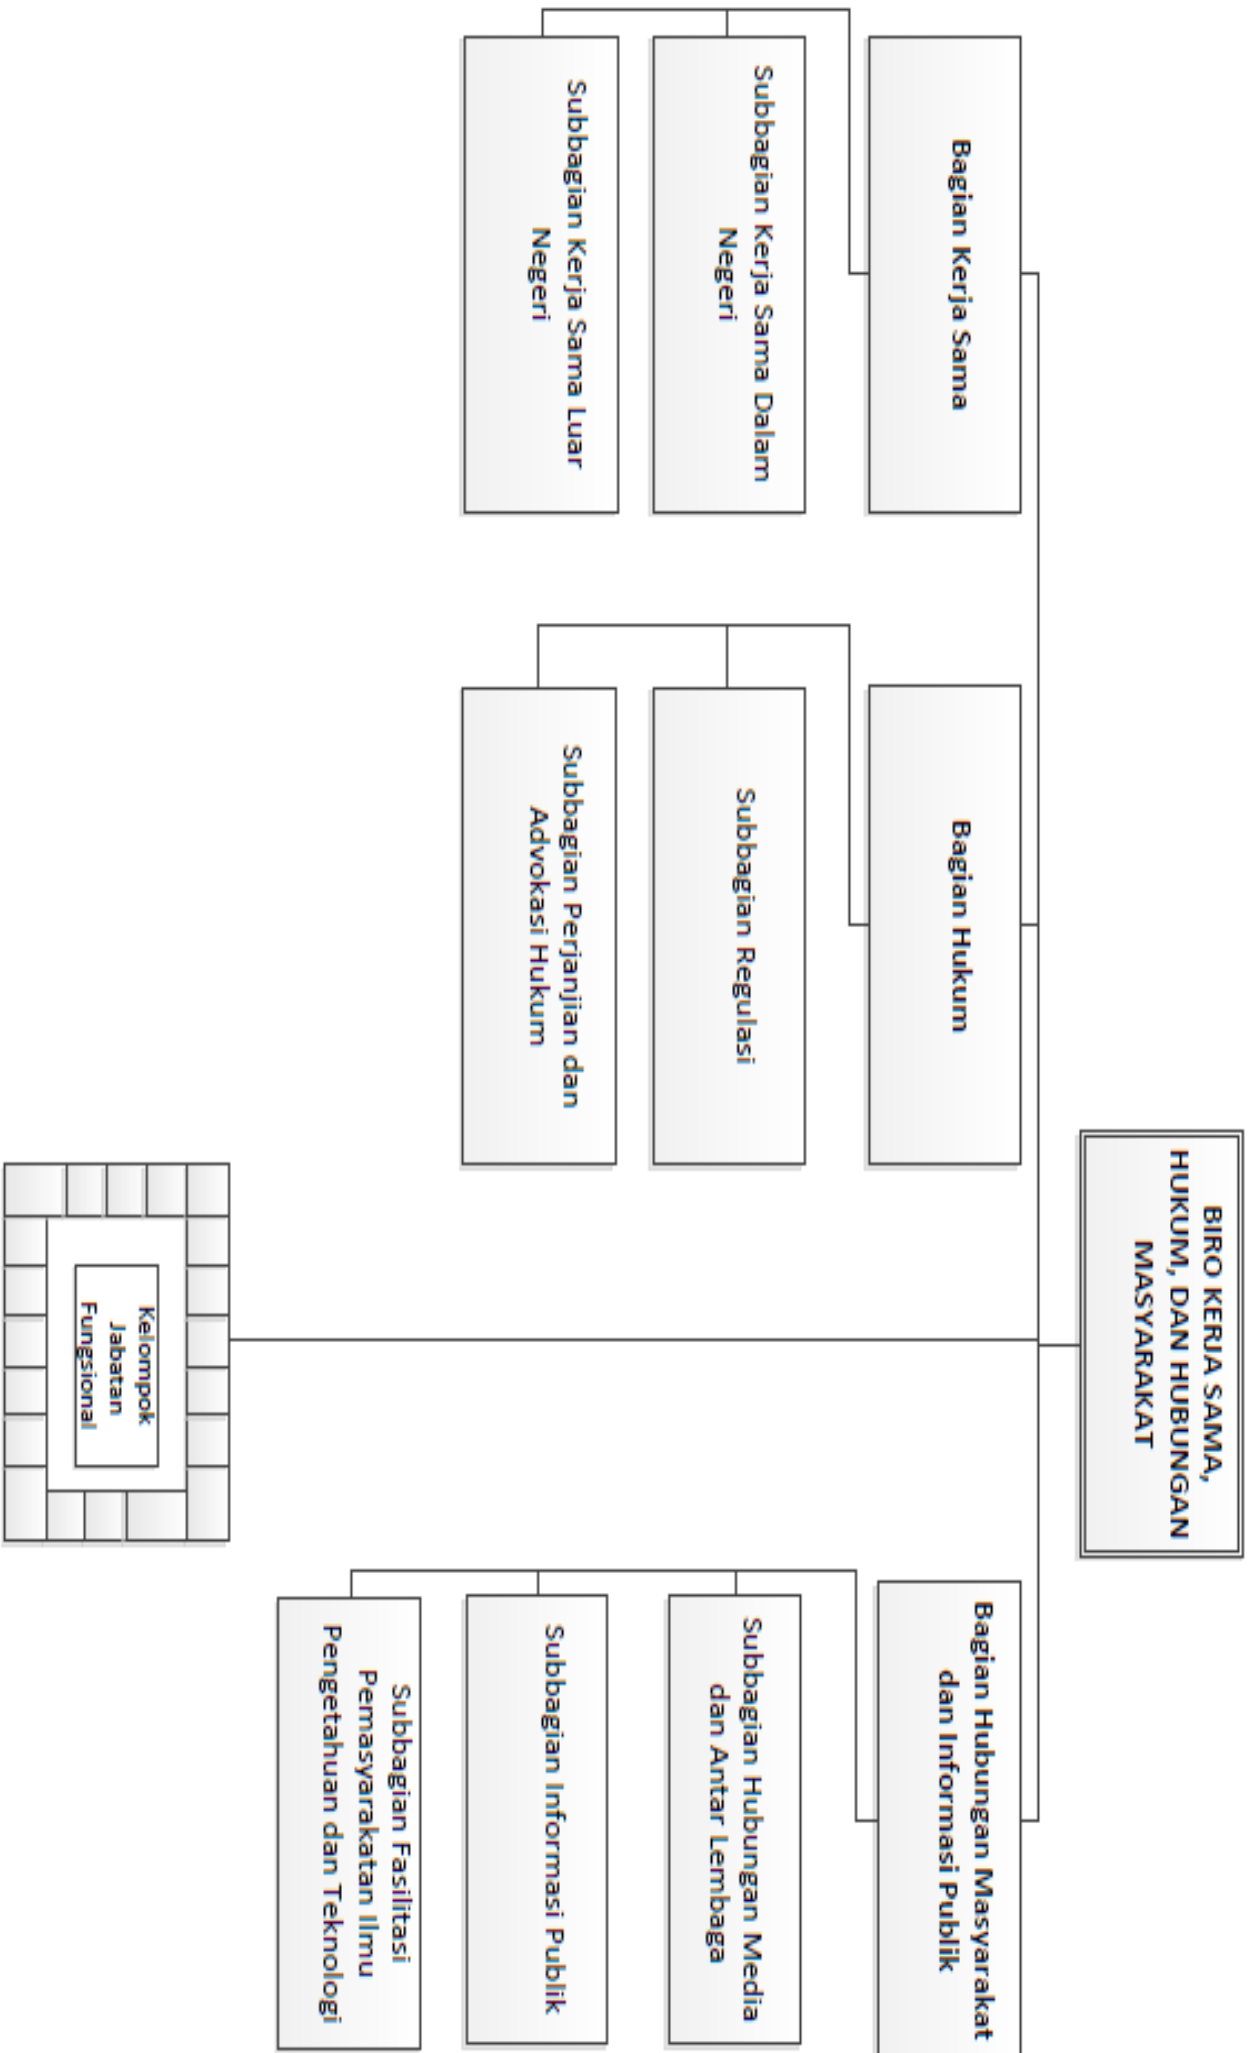 BIRO KERJA SAMA,
HUKUM, DAN HUBUNGAN
MASYARAKAT
Bagian Kerja Sama
Subbagian Kerja Sama Dalam
Negeri
Subbagian Kerja Sama Luar
Negeri
Bagian Hukum
Subbagian Regulasi
Subbagian Perjanjian dan
Advokasi Hukum
Bagian Hubungan Masyarakat
dan Informasi Publik
Subbagian Hubungan Media
dan Antar Lembaga
Subbagian Informasi Publik
Subbagian Fasilitasi
Pemasyarakatan Ilmu
Pengetahuan dan Teknologi
Kelompok
Jabatan
Fungsional